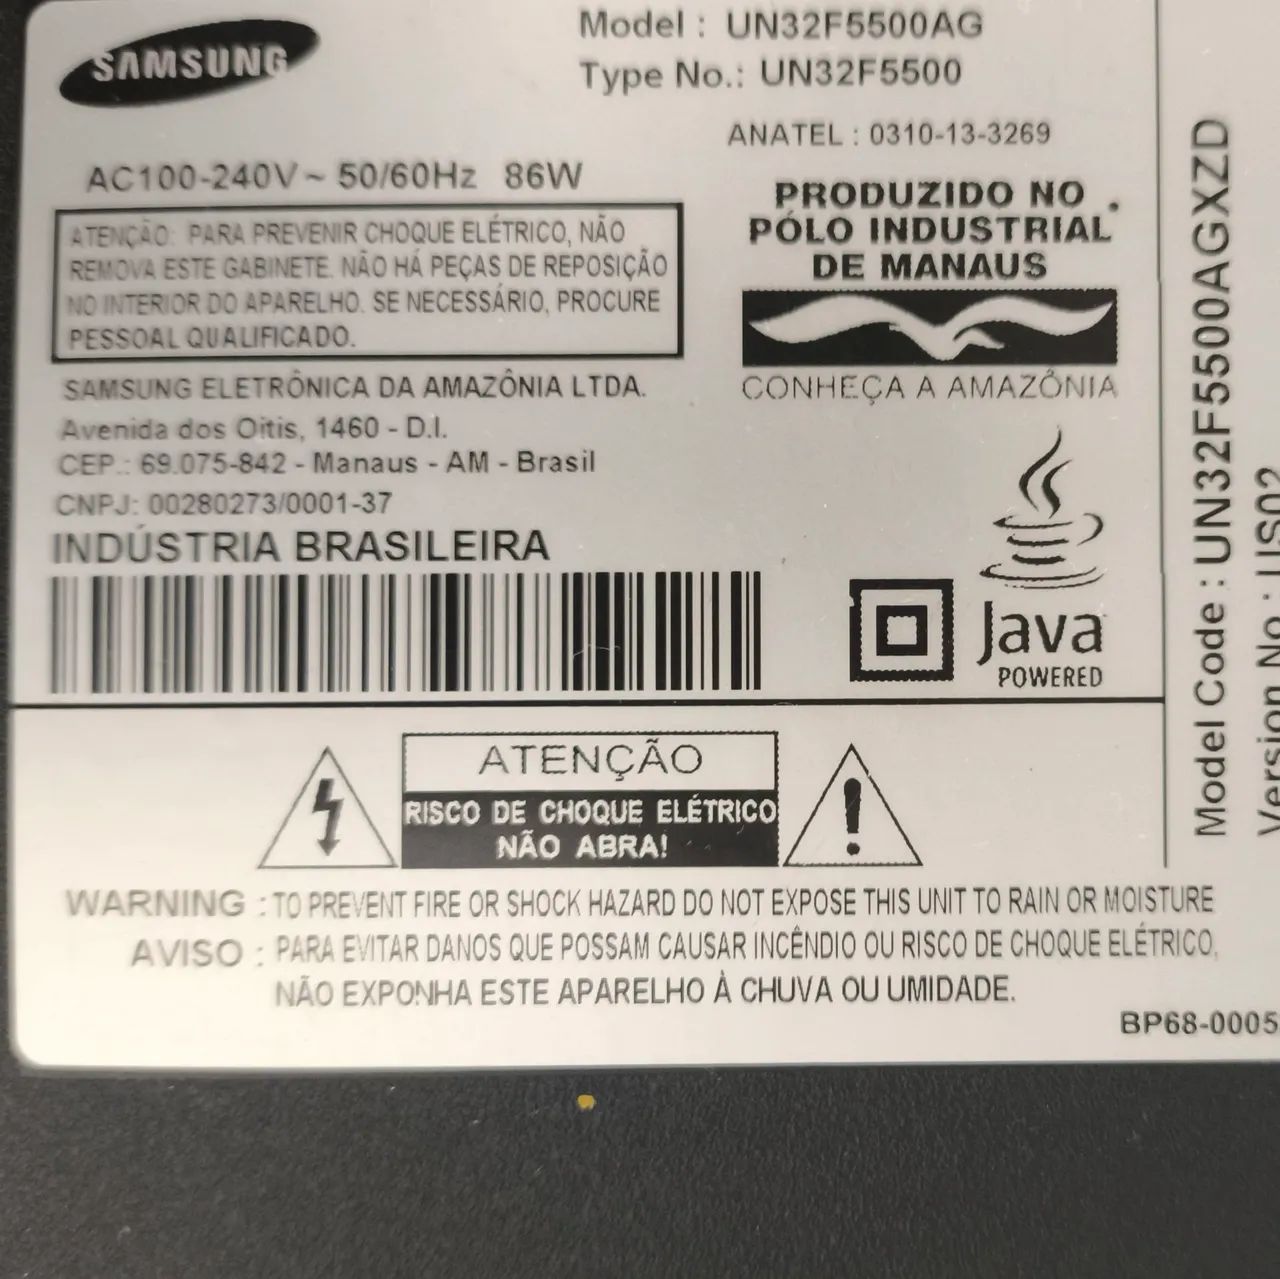 SAMSUNG
Model : UN32F5500AG
Type No.: UN32F5500
ANATEL : 0310-13-3269
AC100-240V ~ 50/60Hz 86W
ATENÇÃO: PARA PREVENIR CHOQUE ELÉTRICO, NÃO
REMOVA ESTE GABINETE. NÃO HÁ PEÇAS DE REPOSIÇÃO
NO INTERIOR DO APARELHO. SE NECESSÁRIO, PROCURE
PESSOAL QUALIFICADO.
PRODUZIDO NO
PÓLO INDUSTRIAL
DE MANAUS
CONHEÇA A AMAZÔNIA
SAMSUNG ELETRÔNICA DA AMAZÔNIA LTDA.
Avenida dos Oitis, 1460 - D.I.
CEP.: 69.075-842 - Manaus - AM - Brasil
CNPJ: 00280273/0001-37
INDÚSTRIA BRASILEIRA
Java
POWERED
ATENÇÃO
RISCO DE CHOQUE ELÉTRICO
NÃO ABRA!
WARNING : TO PREVENT FIRE OR SHOCK HAZARD DO NOT EXPOSE THIS UNIT TO RAIN OR MOISTURE
AVISO : PARA EVITAR DANOS QUE POSSAM CAUSAR INCÊNDIO OU RISCO DE CHOQUE ELÉTRICO,
NÃO EXPONHA ESTE APARELHO À CHUVA OU UMIDADE.
BP68-0005
Model Code : UN32F5500AGXZD
Version No : US02